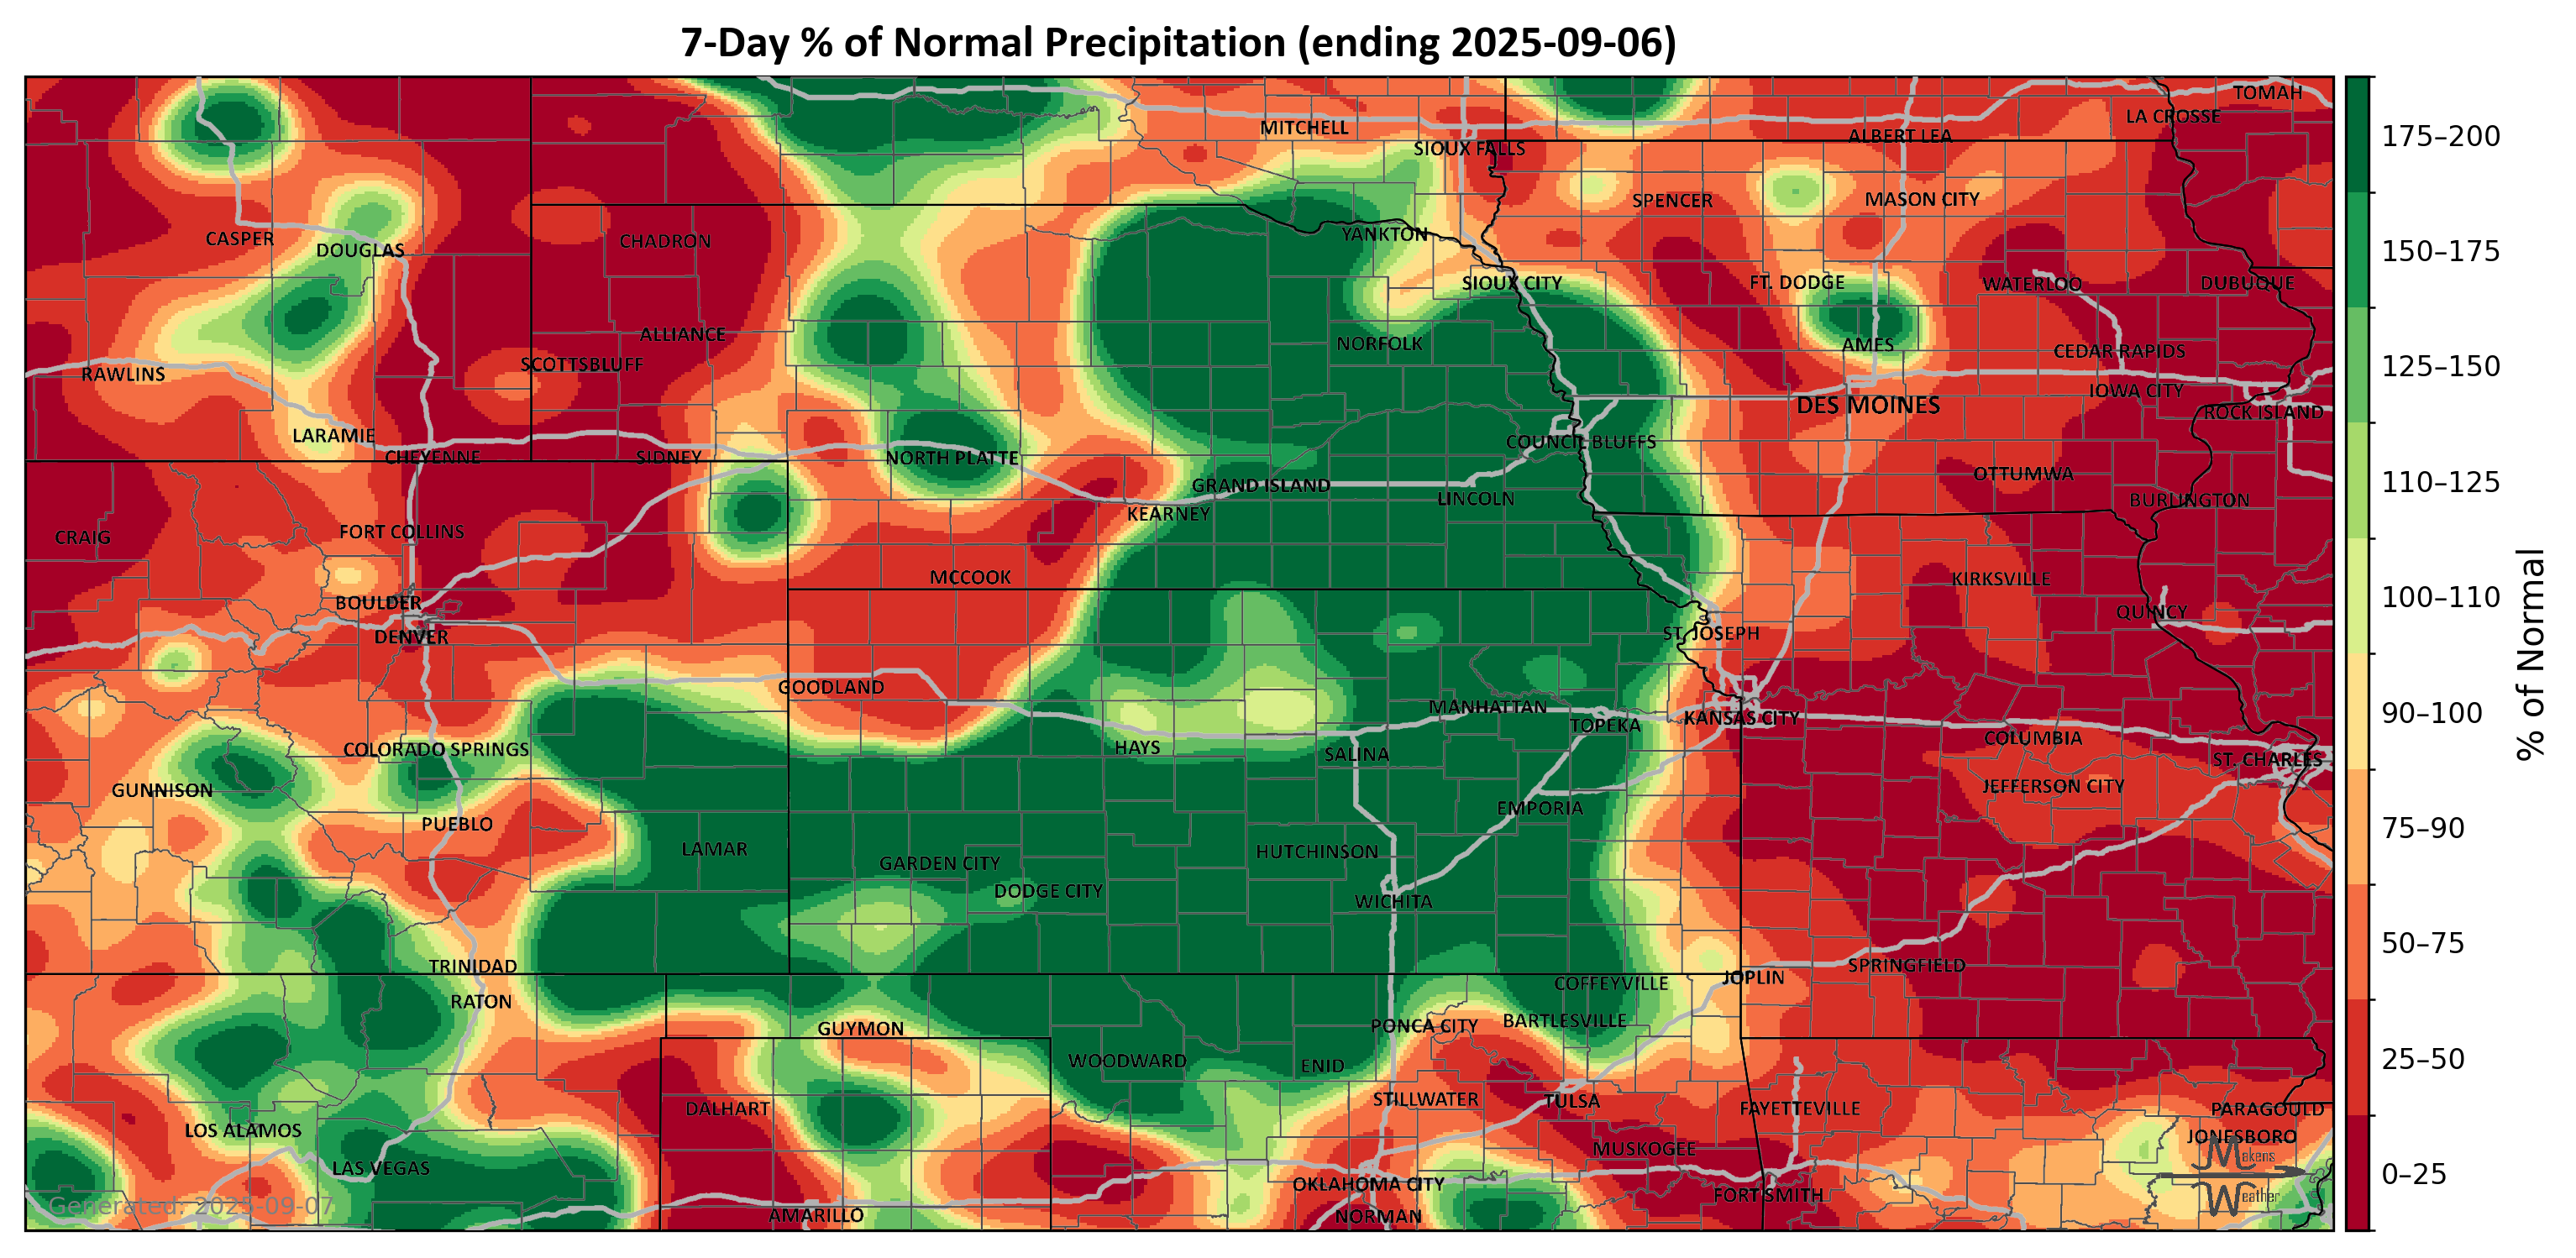 7-Day % of Normal Precipitation (ending 2025-09-06)
TOMAH
LA CROSSE
MITCHELL
ALBERT LEA
SIOUX FALLS
SPENCER
MASON CITY
CASPER
DOUGLAS
CHADRON
YANKTON
SIOUX CITY
FT. DODGE
WATERLOO
DUBUQUE
ALLIANCE
NORFOLK
AMES
CEDAR RAPIDS
SCOTTSBLUFF
RAWLINS
IOWA CITY
DES MOINES
ROCK ISLAND
LARAMIE
COUNCIL BLUFFS
CHEYENNE
SIDNEY
NORTH PLATTE
OTTUMWA
GRAND ISLAND
LINCOLN
BURLINGTON
KEARNEY
FORT COLLINS
CRAIG
MCCOOK
KIRKSVILLE
BOULDER
QUINCY
DENVER
ST. JOSEPH
GOODLAND
MANHATTAN
KANSAS CITY
TOPEKA
COLUMBIA
COLORADO SPRINGS
HAYS
SALINA
ST. CHARLES
GUNNISON
JEFFERSON CITY
EMPORIA
PUEBLO
LAMAR
HUTCHINSON
GARDEN CITY
DODGE CITY
WICHITA
TRINIDAD
SPRINGFIELD
JOPLIN
COFFEYVILLE
RATON
GUYMON
PONCA CITY
BARTLESVILLE
WOODWARD
ENID
STILLWATER
TULSA
DALHART
FAYETTEVILLE
PARAGOULD
LOS ALAMOS
JONESBORO
MUSKOGEE
LAS VEGAS
OKLAHOMA CITY
FORT SMITH
AMARILLO
NORMAN
Generated: 2025-09-07
Makens
Weather
175–200
150–175
125–150
110–125
100–110
90–100
75–90
50–75
25–50
0–25
% of Normal